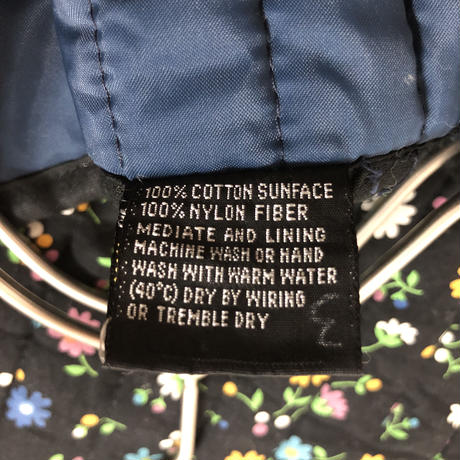 100% COTTON SUNFACE
100% NYLON FIBER
MEDIATE AND LINING
MACHINE WASH OR HAND
WASH WITH WARM WATER
(40°C) DRY BY WIRING
OR TREMBLE DRY